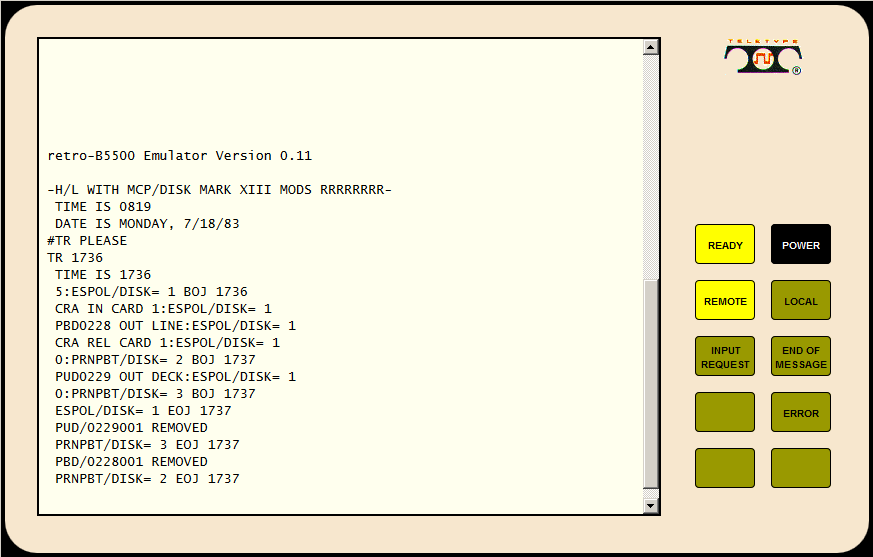 TELETYPE
retro-B5500 Emulator Version 0.11
-H/L WITH MCP/DISK MARK XIII MODS RRRRRRRR-
TIME IS 0819
DATE IS MONDAY, 7/18/83
#TR PLEASE
TR 1736
TIME IS 1736
5:ESPOL/DISK= 1 BOJ 1736
CRA IN CARD 1:ESPOL/DISK= 1
PBD0228 OUT LINE:ESPOL/DISK= 1
CRA REL CARD 1:ESPOL/DISK= 1
0:PRNPBT/DISK= 2 BOJ 1737
PUD0229 OUT DECK:ESPOL/DISK= 1
0:PRNPBT/DISK= 3 BOJ 1737
ESPOL/DISK= 1 EOJ 1737
PUD/0229001 REMOVED
PRNPBT/DISK= 3 EOJ 1737
PBD/0228001 REMOVED
PRNPBT/DISK= 2 EOJ 1737
READY
POWER
REMOTE
LOCAL
INPUT
REQUEST
END OF
MESSAGE
ERROR